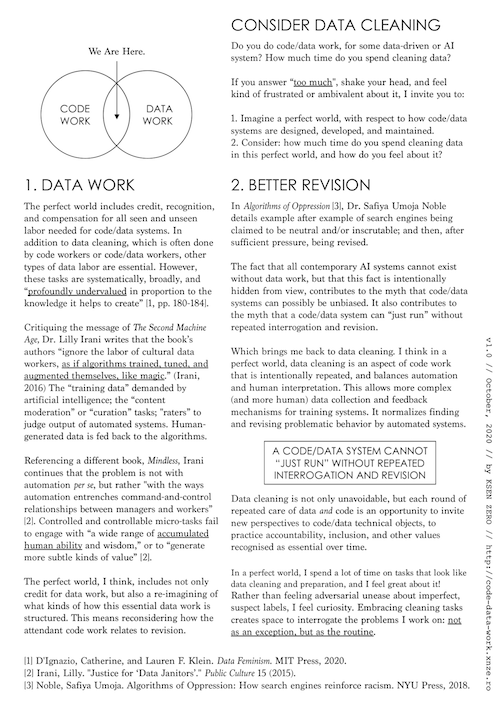 We Are Here.
CODE
WORK
DATA
WORK
CONSIDER DATA CLEANING
Do you do code/data work, for some data-driven or AI
system? How much time do you spend cleaning data?
If you answer “too much”, shake your head, and feel
kind of frustrated or ambivalent about it, I invite you to:
1. Imagine a perfect world, with respect to how code/data
systems are designed, developed, and maintained.
2. Consider: how much time do you spend cleaning data
in this perfect world, and how do you feel about it?
1. DATA WORK
The perfect world includes credit, recognition,
and compensation for all seen and unseen
labor needed for code/data systems. In
addition to data cleaning, which is often done
by code workers or code/data workers, other
types of data labor are essential. However,
these tasks are systematically, broadly, and
“profoundly undervalued in proportion to the
knowledge it helps to create” [1, pp. 180-184].
Critiquing the message of The Second Machine
Age, Dr. Lilly Irani writes that the book’s
authors “ignore the labor of cultural data
workers, as if algorithms trained, tuned, and
augmented themselves, like magic.” (Irani,
2016) The “training data” demanded by
artificial intelligence; the “content
moderation” or “curation” tasks; "raters” to
judge output of automated systems. Human-
generated data is fed back to the algorithms.
Referencing a different book, Mindless, Irani
continues that the problem is not with
automation per se, but rather "with the ways
automation entrenches command-and-control
relationships between managers and workers”
[2]. Controlled and controllable micro-tasks fail
to engage with “a wide range of accumulated
human ability and wisdom,” or to “generate
more subtle kinds of value” [2].
The perfect world, I think, includes not only
credit for data work, but also a re-imagining of
what kinds of how this essential data work is
structured. This means reconsidering how the
attendant code work relates to revision.
2. BETTER REVISION
In Algorithms of Oppression [3], Dr. Safiya Umoja Noble
details example after example of search engines being
claimed to be neutral and/or inscrutable; and then, after
sufficient pressure, being revised.
The fact that all contemporary AI systems cannot exist
without data work, but that this fact is intentionally
hidden from view, contributes to the myth that code/data
systems can possibly be unbiased. It also contributes to
the myth that a code/data system can “just run” without
repeated interrogation and revision.
Which brings me back to data cleaning. I think in a
perfect world, data cleaning is an aspect of code work
that is intentionally repeated, and balances automation
and human interpretation. This allows more complex
(and more human) data collection and feedback
mechanisms for training systems. It normalizes finding
and revising problematic behavior by automated systems.
A CODE/DATA SYSTEM CANNOT
“JUST RUN” WITHOUT REPEATED
INTERROGATION AND REVISION
Data cleaning is not only unavoidable, but each round of
repeated care of data and code is an opportunity to invite
new perspectives to code/data technical objects, to
practice accountability, inclusion, and other values
recognised as essential over time.
In a perfect world, I spend a lot of time on tasks that look like
data cleaning and preparation, and I feel great about it!
Rather than feeling adversarial unease about imperfect,
suspect labels, I feel curiosity. Embracing cleaning tasks
creates space to interrogate the problems I work on: not
as an exception, but as the routine.
[1] D'Ignazio, Catherine, and Lauren F. Klein. Data Feminism. MIT Press, 2020.
[2] Irani, Lilly. "Justice for ‘Data Janitors’." Public Culture 15 (2015).
[3] Noble, Safiya Umoja. Algorithms of Oppression: How search engines reinforce racism. NYU Press, 2018.
v1.0 // October, 2020 // by KSEN ZERO // http://code-data-work.xnze.ro